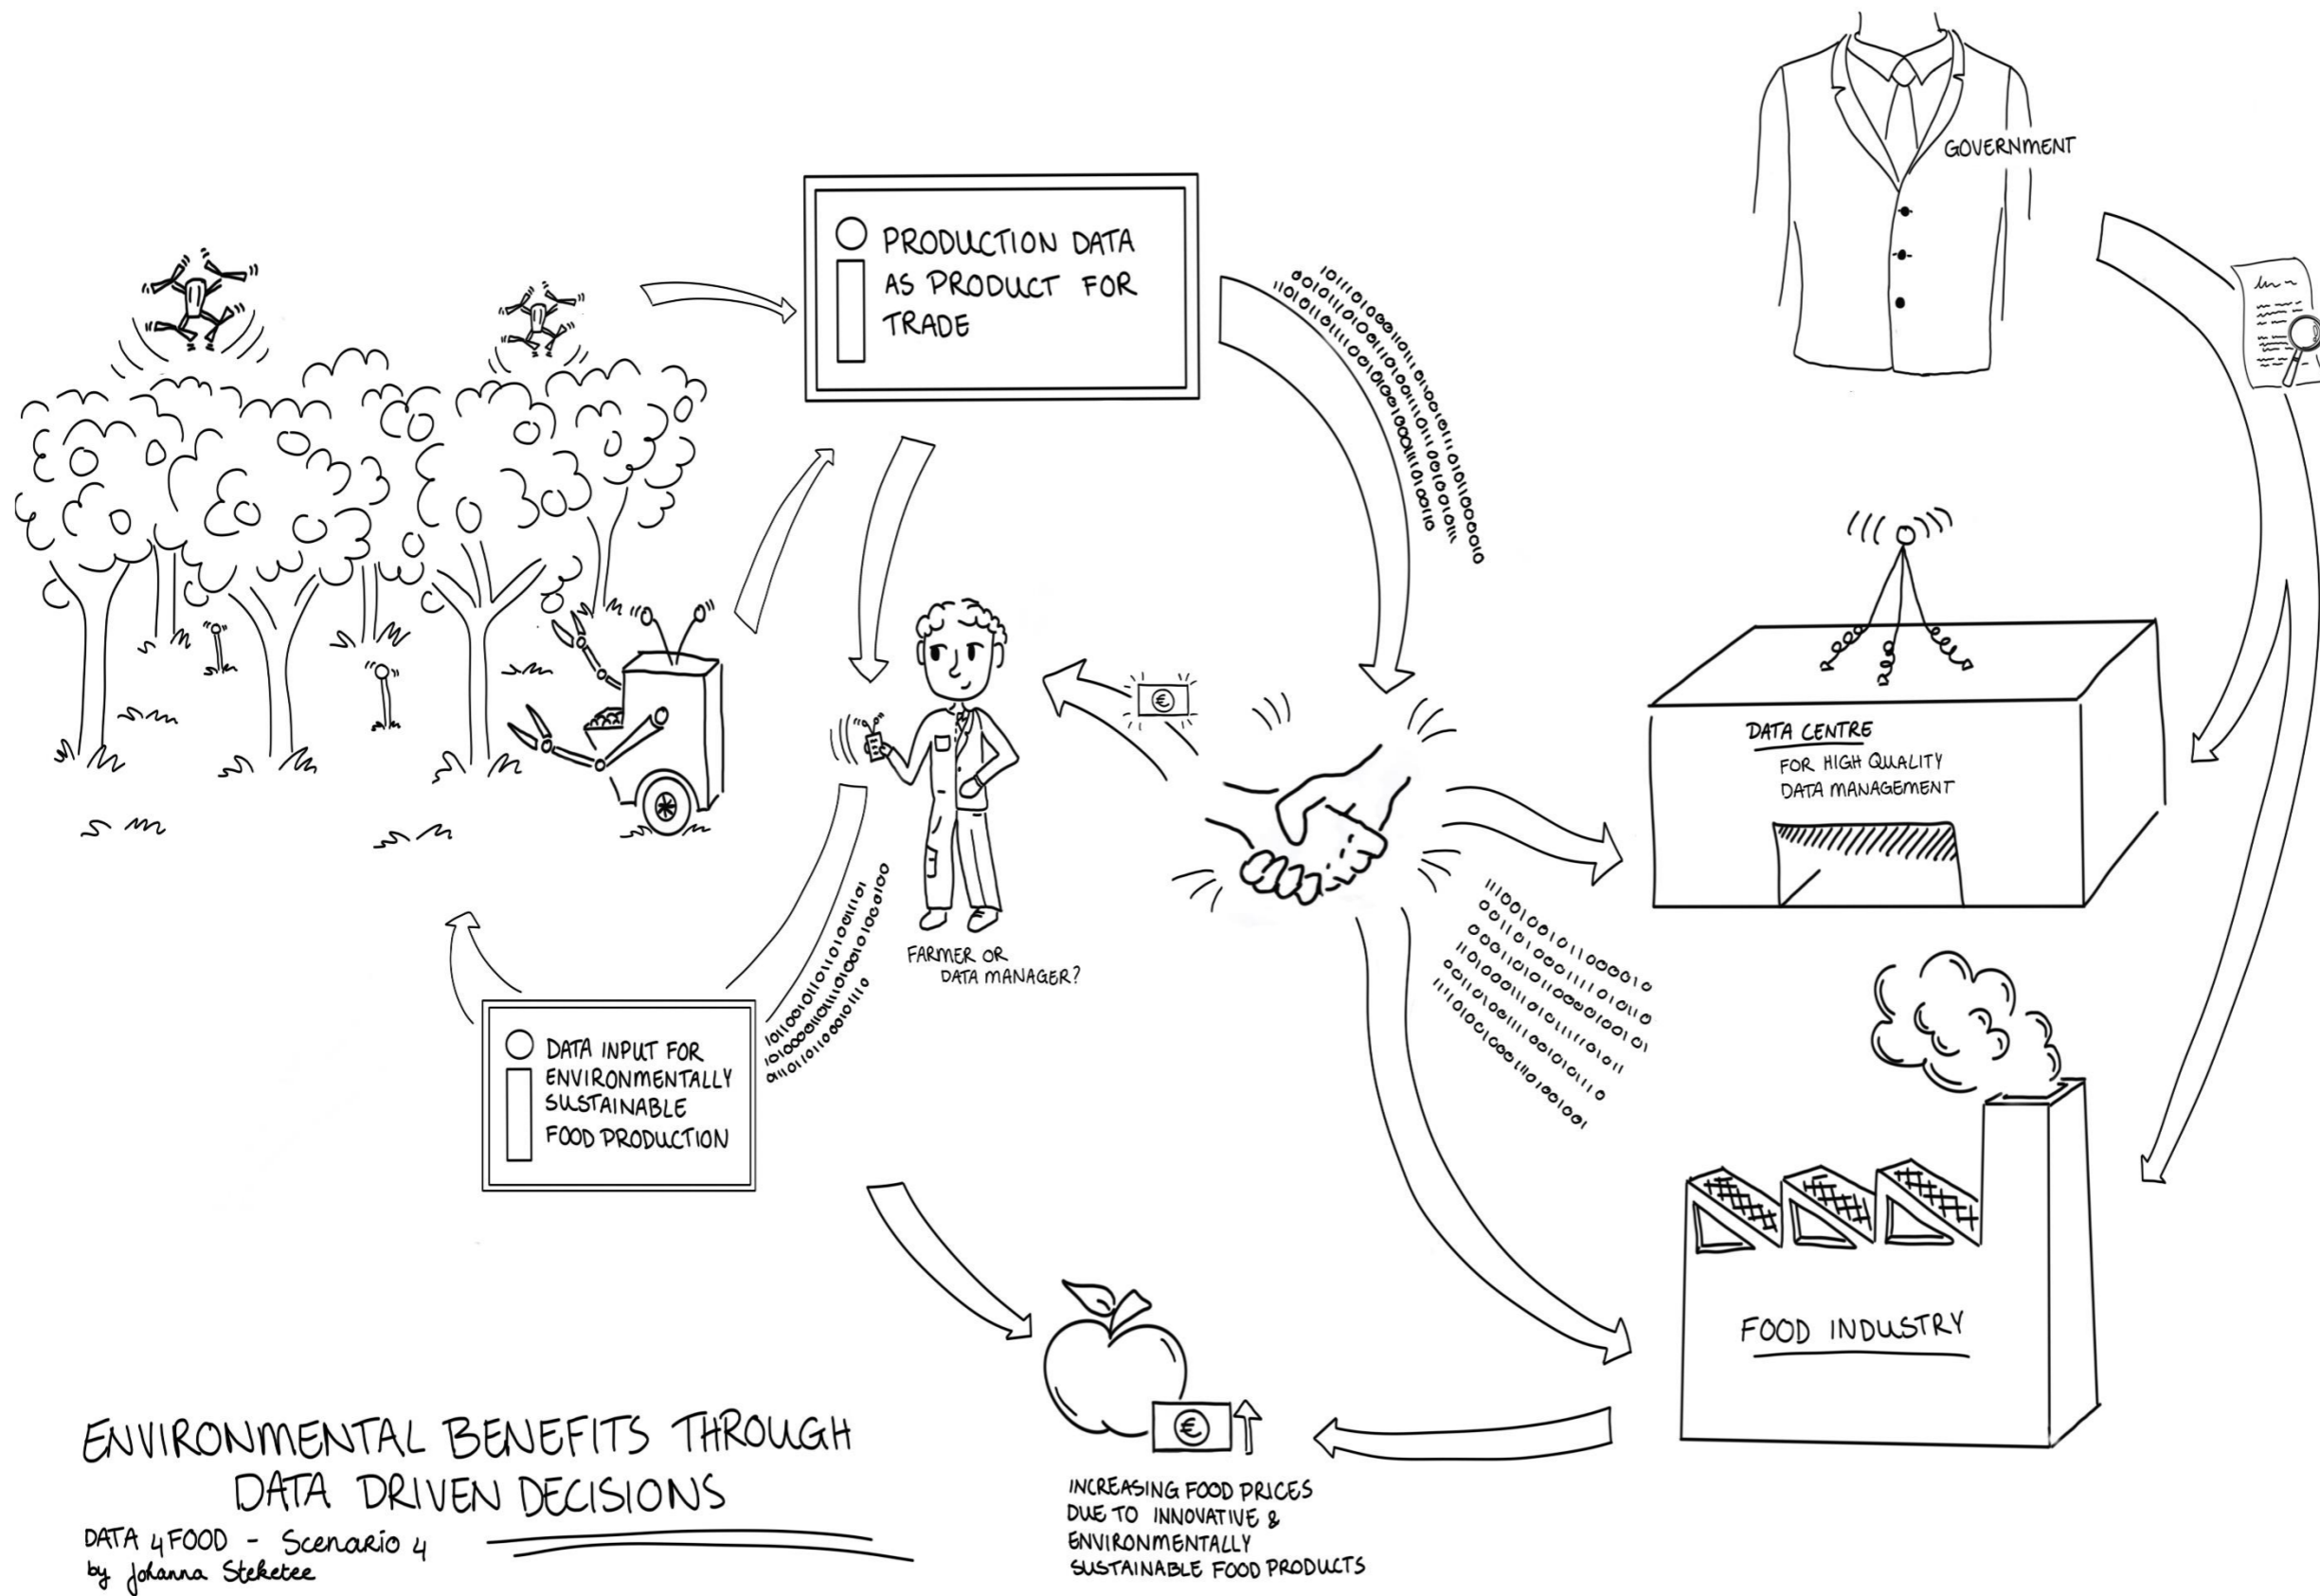 GOVERNMENT
PRODUCTION DATA
AS PRODUCT FOR
TRADE
DATA CENTRE
FOR HIGH QUALITY
DATA MANAGEMENT
€
FARMER OR
DATA MANAGER?
DATA INPUT FOR
ENVIRONMENTALLY
SUSTAINABLE
FOOD PRODUCTION
FOOD INDUSTRY
€
INCREASING FOOD PRICES
DUE TO INNOVATIVE &
ENVIRONMENTALLY
SUSTAINABLE FOOD PRODUCTS
ENVIRONMENTAL BENEFITS THROUGH
DATA DRIVEN DECISIONS
DATA 4FOOD - Scenario 4
by Johanna Steketee